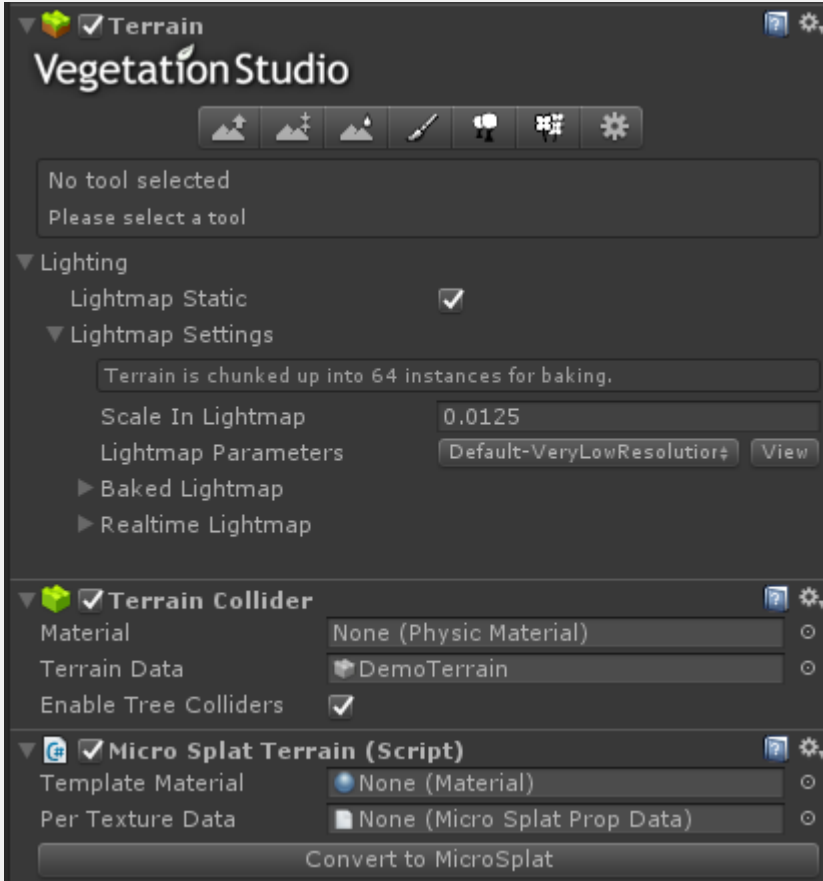 Terrain
Vegetation Studio
No tool selected
Please select a tool
Lighting
Lightmap Static
Lightmap Settings
Terrain is chunked up into 64 instances for baking.
Scale In Lightmap 0.0125
Lightmap Parameters Default-VeryLowResolution View
Baked Lightmap
Realtime Lightmap
Terrain Collider
Material None (Physic Material)
Terrain Data DemoTerrain
Enable Tree Colliders
Micro Splat Terrain (Script)
Template Material None (Material)
Per Texture Data None (Micro Splat Prop Data)
Convert to MicroSplat